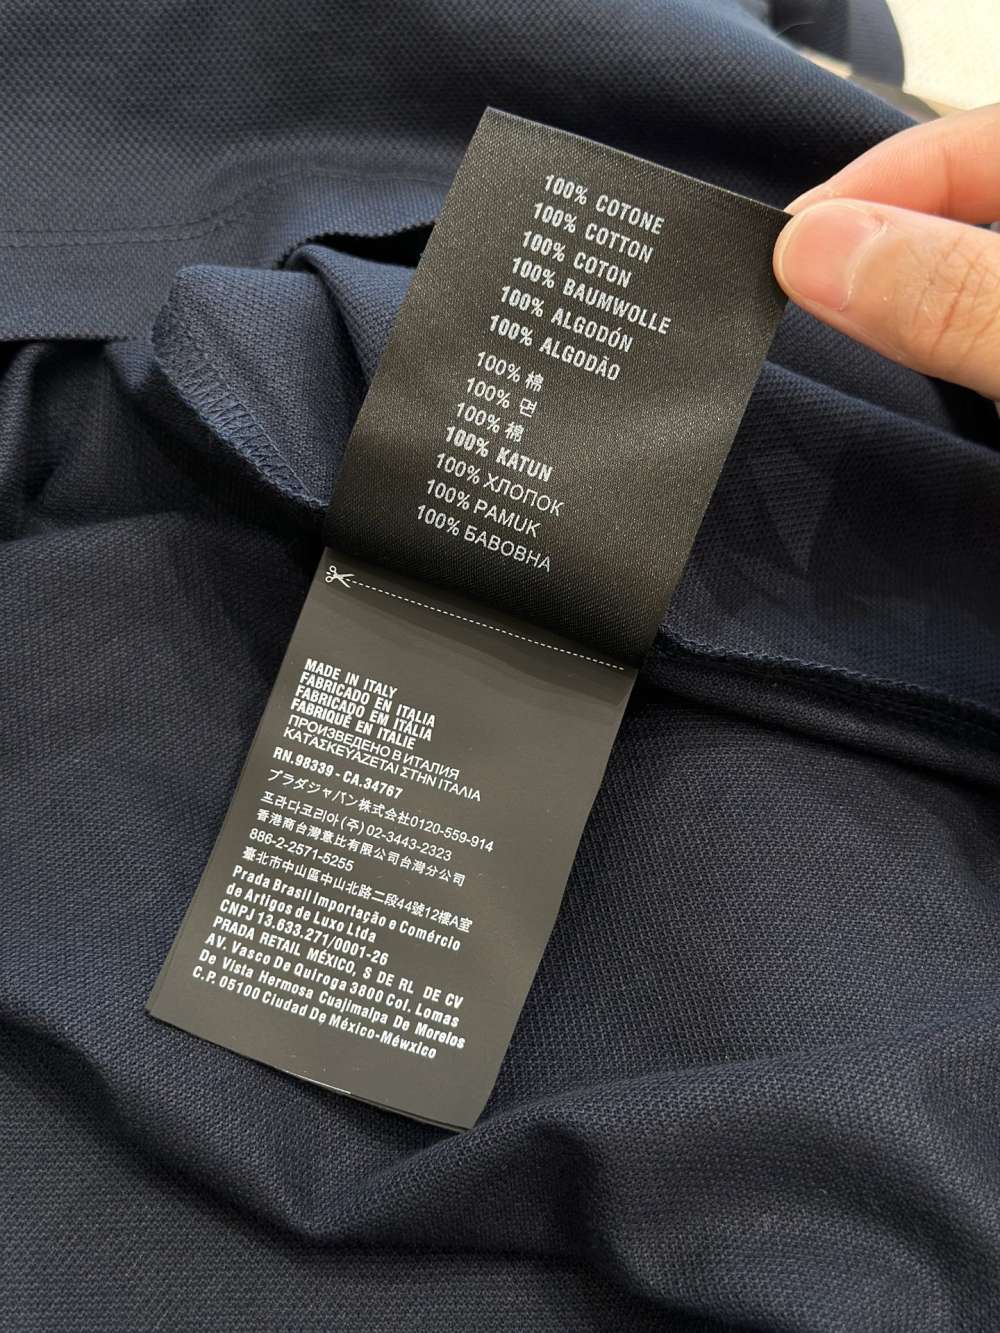 100% COTONE
100% COTTON
100% COTON
100% BAUMWOLLE
100% ALGODÓN
100% ALGODÃO
100% 棉
100% 면
100% 棉
100% KATUN
100% ХЛОПОК
100% PAMUK
100% БАВОВНА
MADE IN ITALY
FABRICADO EN ITALIA
FABRICADO EM ITÁLIA
FABRIQUÉ EN ITALIE
ПРОИЗВЕДЕНО В ИТАЛИЯ
ΚΑΤΑΣΚΕΥΑΖΕΤΑΙ ΣΤΗΝ ΙΤΑΛΙΑ
RN.98339 - CA.34767
プラダジャパン株式会社0120-559-914
프라다코리아 (주) 02-3443-2323
香港商台灣意比有限公司台灣分公司
886-2-2571-5255
臺北市中山區中山北路二段44號12樓A室
Prada Brasil Importação e Comércio
de Artigos de Luxo Ltda
CNPJ 13.633.271/0001-26
PRADA RETAIL MÉXICO, S DE RL DE CV
AV. Vasco De Quiroga 3800 Col. Lomas
De Vista Hermosa Cuajimalpa De Morelos
C.P. 05100 Ciudad De México-Méwxico